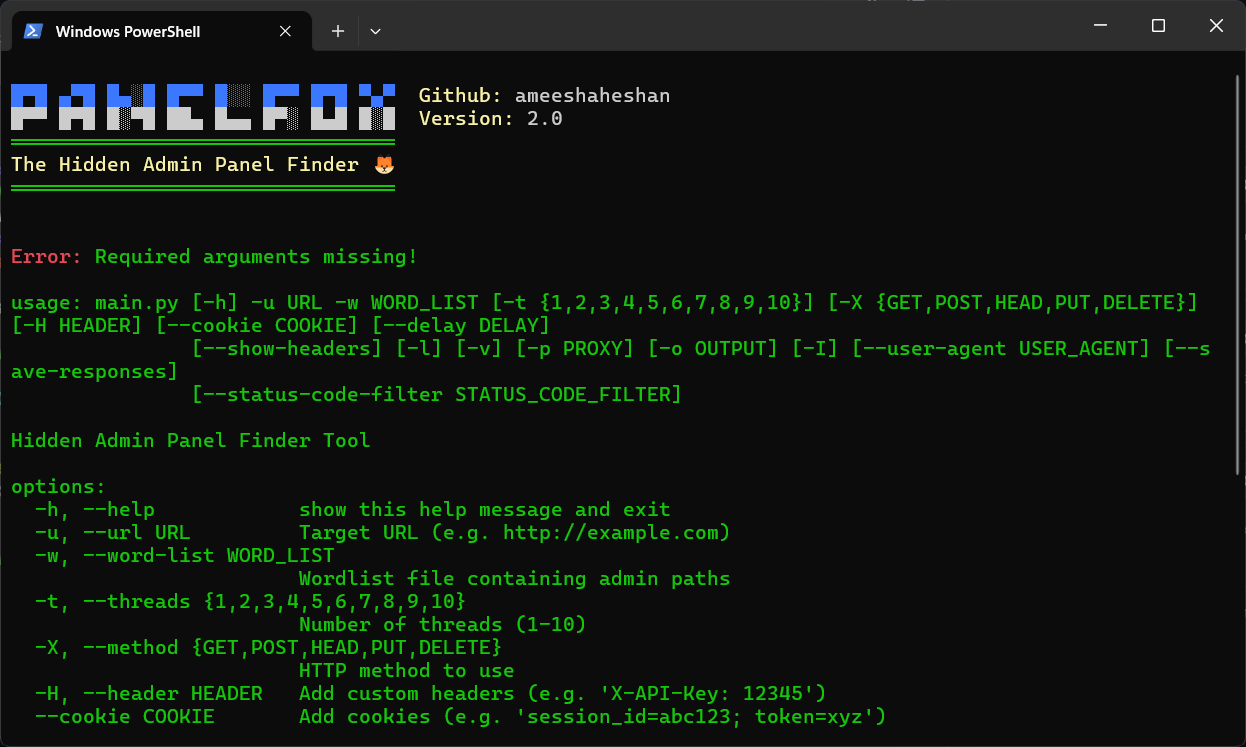 Windows PowerShell
PANELFOX
Github: ameeshaheshan
Version: 2.0
The Hidden Admin Panel Finder
Error: Required arguments missing!
usage: main.py [-h] -u URL -w WORD_LIST [-t {1,2,3,4,5,6,7,8,9,10}] [-X {GET,POST,HEAD,PUT,DELETE}]
[-H HEADER] [--cookie COOKIE] [--delay DELAY]
[--show-headers] [-l] [-v] [-p PROXY] [-o OUTPUT] [-I] [--user-agent USER_AGENT] [--s
ave-responses]
[--status-code-filter STATUS_CODE_FILTER]
Hidden Admin Panel Finder Tool
options:
-h, --help show this help message and exit
-u, --url URL Target URL (e.g. http://example.com)
-w, --word-list WORD_LIST
Wordlist file containing admin paths
-t, --threads {1,2,3,4,5,6,7,8,9,10}
Number of threads (1-10)
-X, --method {GET,POST,HEAD,PUT,DELETE}
HTTP method to use
-H, --header HEADER Add custom headers (e.g. 'X-API-Key: 12345')
--cookie COOKIE Add cookies (e.g. 'session_id=abc123; token=xyz')